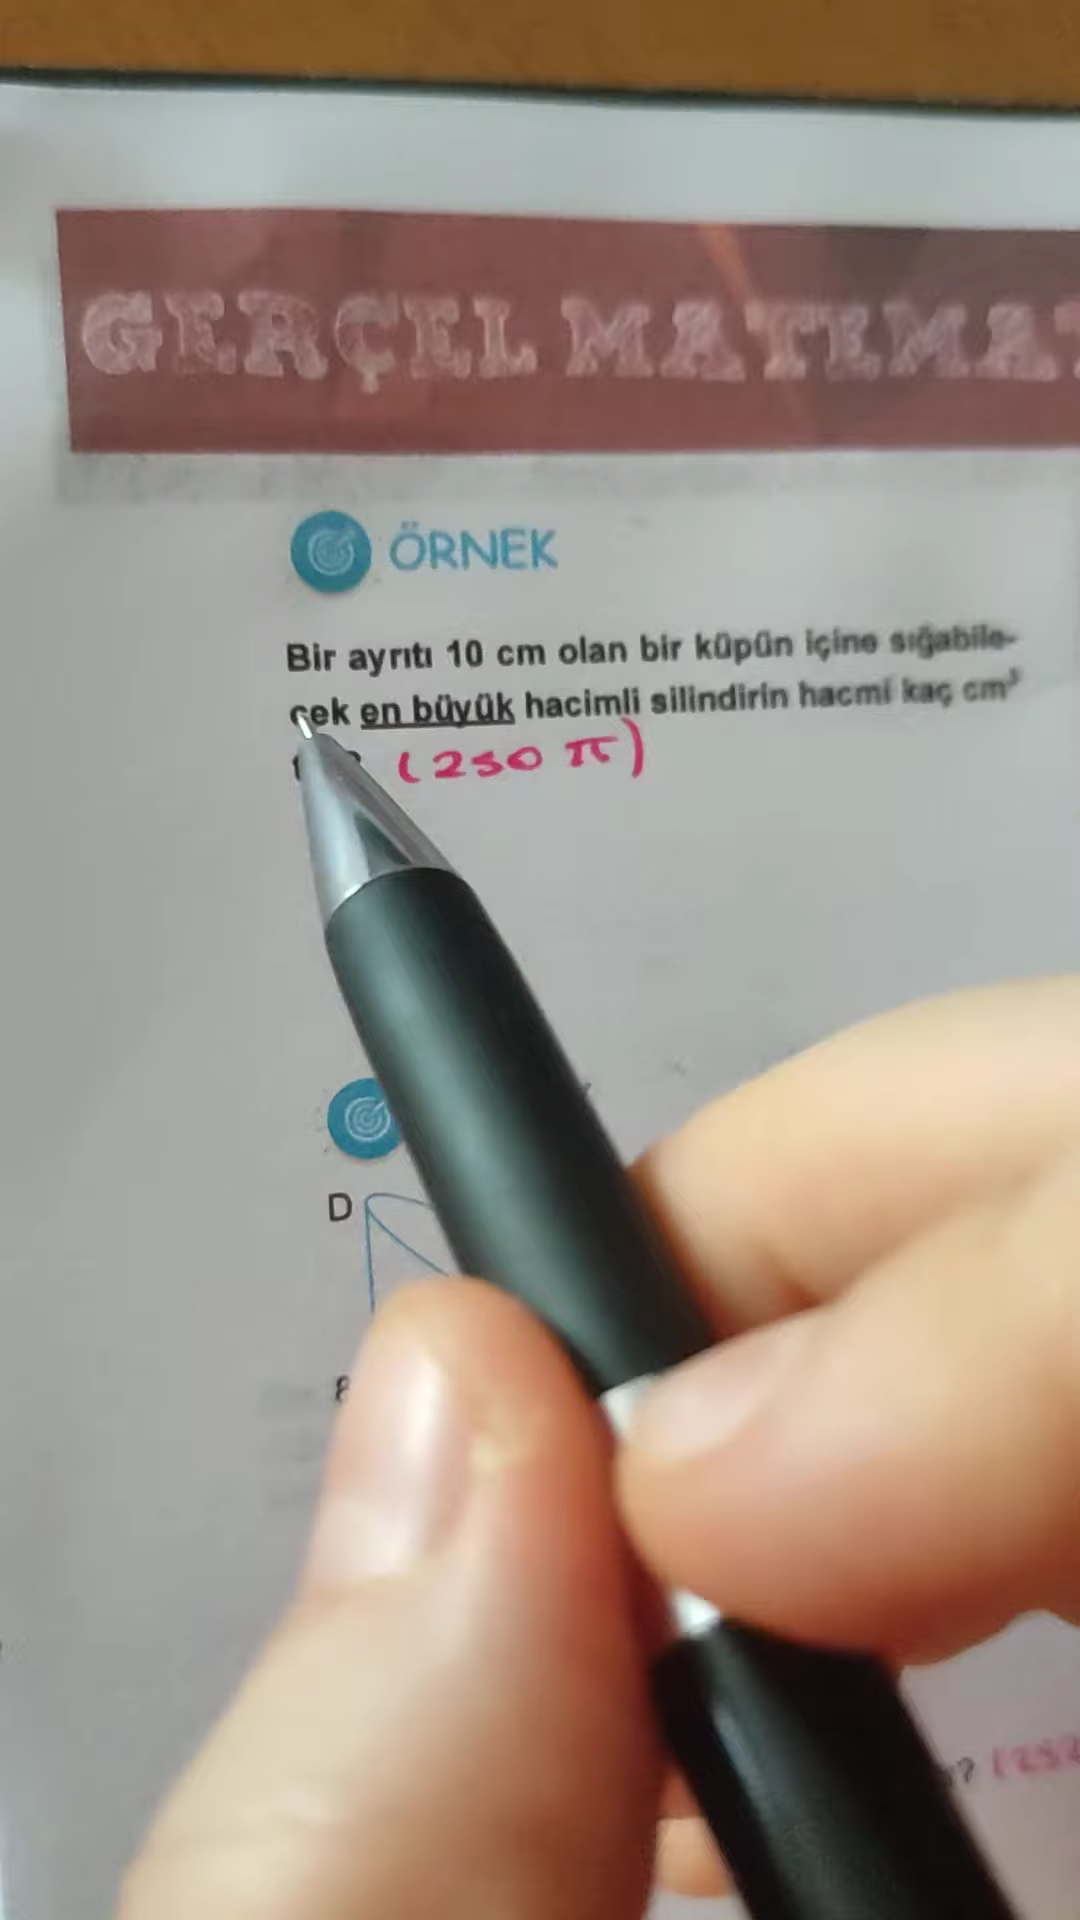 GERÇEL MATEMAT
ÖRNEK
Bir ayrıtı 10 cm olan bir küpün içine sığabile-
cek en büyük hacimli silindirin hacmi kaç cm³
(250 π)
D
? (252